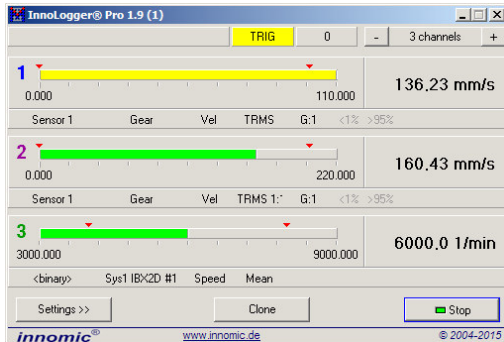 InnoLogger® Pro 1.9 (1)
TRIG 0 - 3 channels +
1 0.000 110.000 136.23 mm/s
Sensor 1 Gear Vel TRMS G:1 <1% >95%
2 0.000 220.000 160.43 mm/s
Sensor 1 Gear Vel TRMS 1:' G:1 <1% >95%
3 3000.000 9000.000 6000.0 1/min
<binary> Sys1 IBX2D #1 Speed Mean
Settings >> Clone Stop
innomic® www.innomic.de © 2004-2015